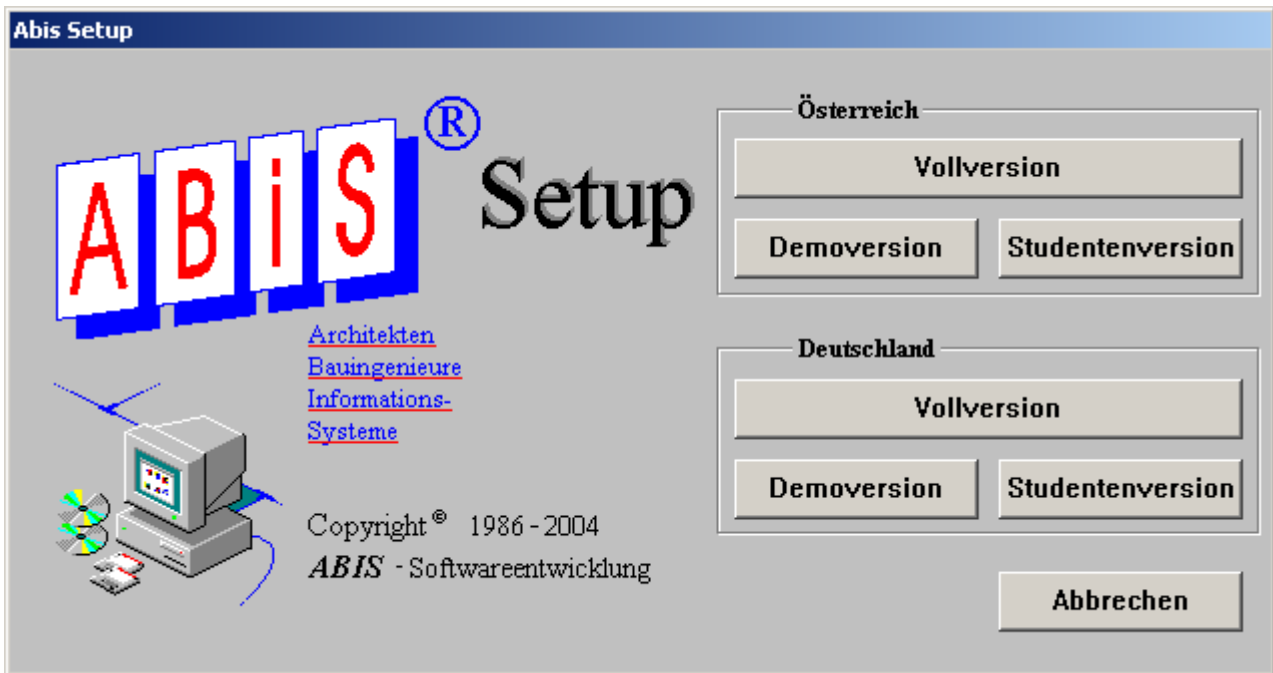 Abis Setup
ABiS® Setup
Architekten
Bauingenieure
Informations-
Systeme
Copyright © 1986 - 2004
ABIS - Softwareentwicklung
Österreich
Vollversion
Demoversion Studentenversion
Deutschland
Vollversion
Demoversion Studentenversion
Abbrechen